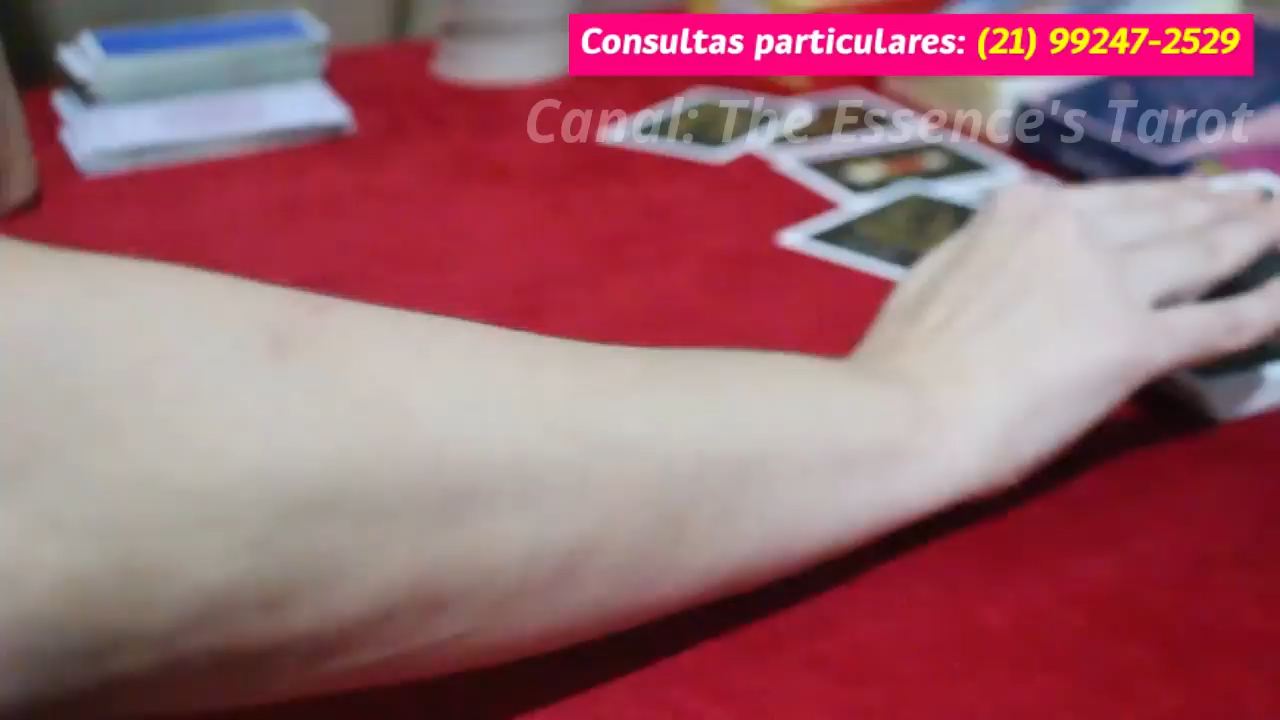 Consultas particulares: (21) 99247-2529
Canal: The Essence's Tarot